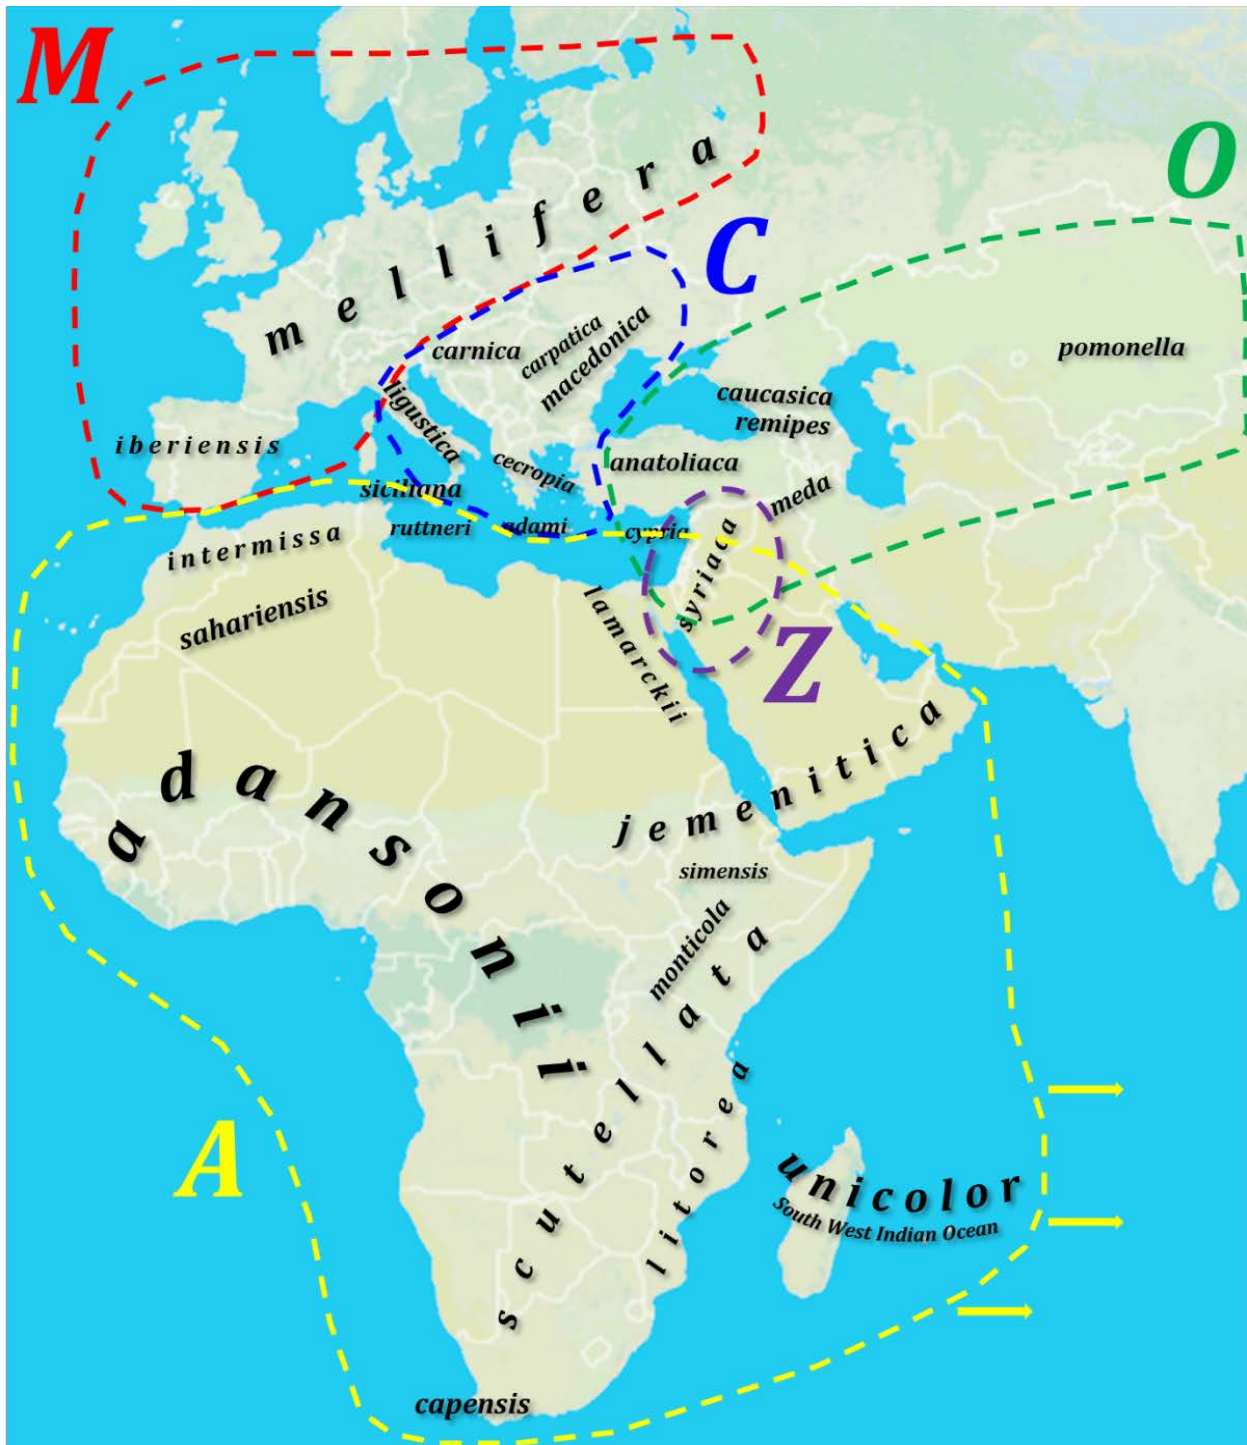 M
O
mellifera
C
carnica
carpatica
macedonica
pomonella
ligustica
caucasica
remipes
iberiensis
cecropia
anatoliaca
siciliana
meda
ruttneri
adami
cypria
intermissa
syriaca
sahariensis
lamarckii
Z
adansonii
jemenitica
simensis
monticola
scutellata
litorea
A
unicolor
South West Indian Ocean
capensis